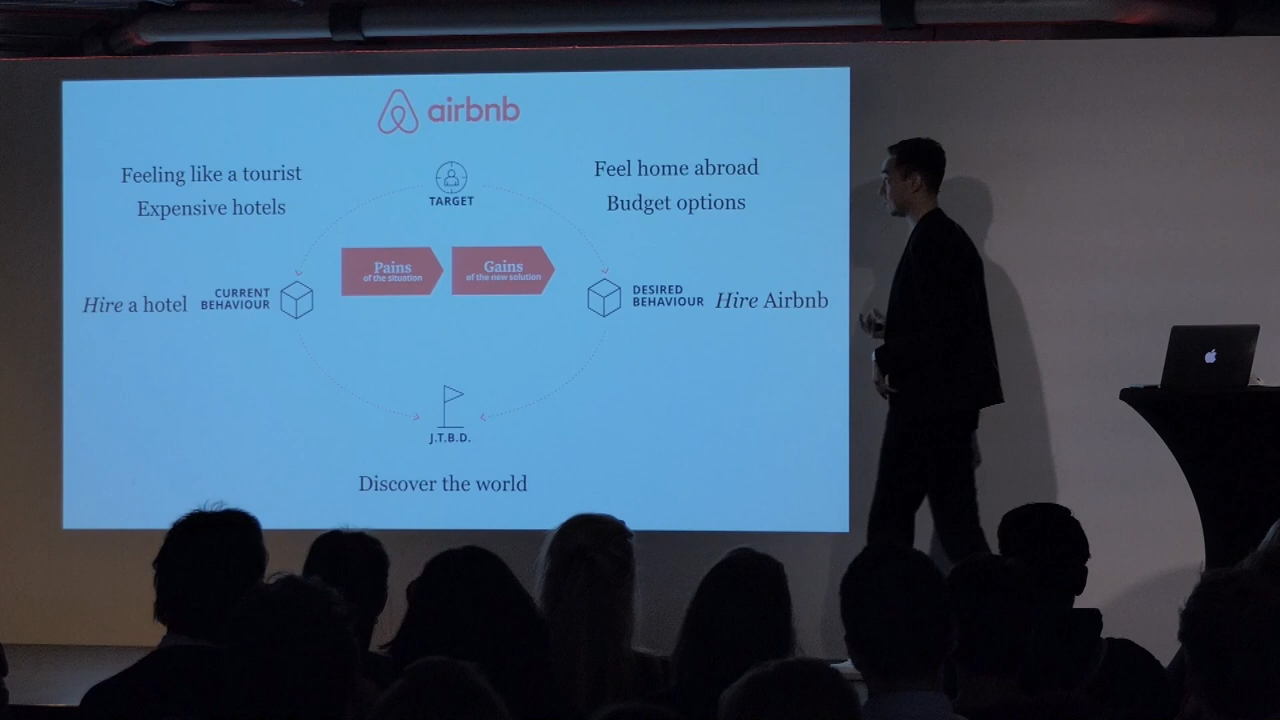 airbnb
Feeling like a tourist
Expensive hotels
TARGET
Feel home abroad
Budget options
Pains
of the situation
Gains
of the new solution
Hire a hotel
CURRENT
BEHAVIOUR
DESIRED
BEHAVIOUR
Hire Airbnb
J.T.B.D.
Discover the world